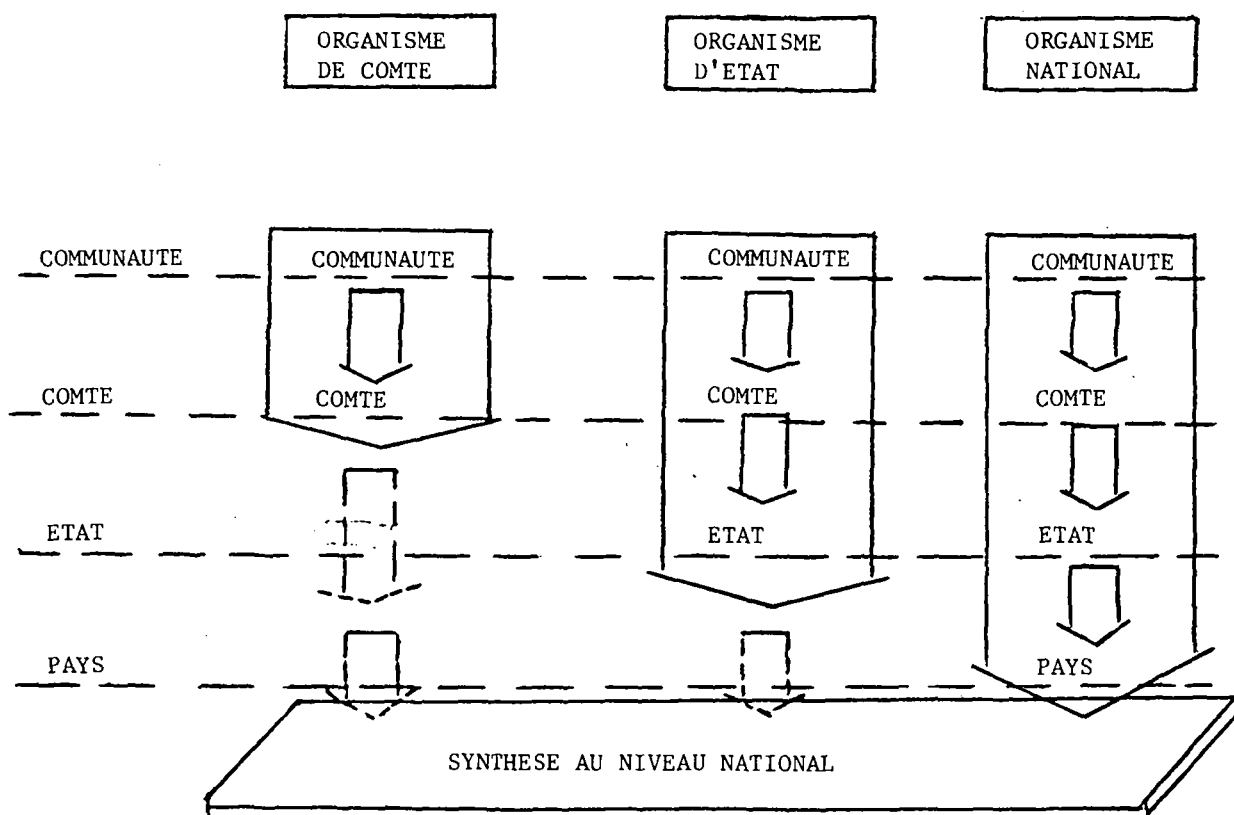 ORGANISME
DE COMTE
ORGANISME
D'ETAT
ORGANISME
NATIONAL
COMMUNAUTE
COMMUNAUTE
COMMUNAUTE
COMMUNAUTE
COMTE
COMTE
COMTE
COMTE
ETAT
ETAT
ETAT
PAYS
PAYS
SYNTHESE AU NIVEAU NATIONAL